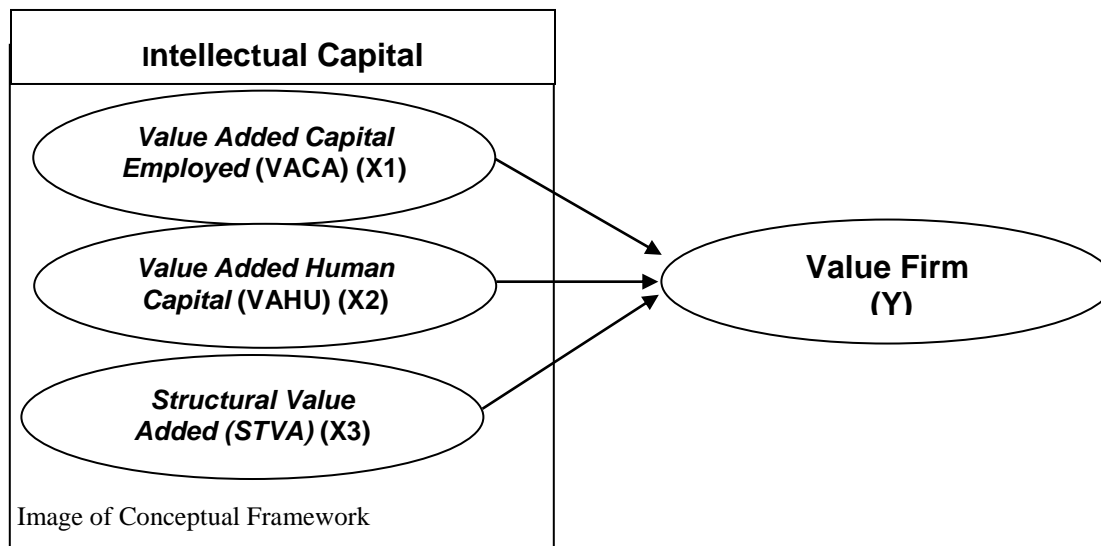 Intellectual Capital
Value Added Capital
Employed (VACA) (X1)
Value Added Human
Capital (VAHU) (X2)
Value Firm
(Y)
Structural Value
Added (STVA) (X3)
Image of Conceptual Framework